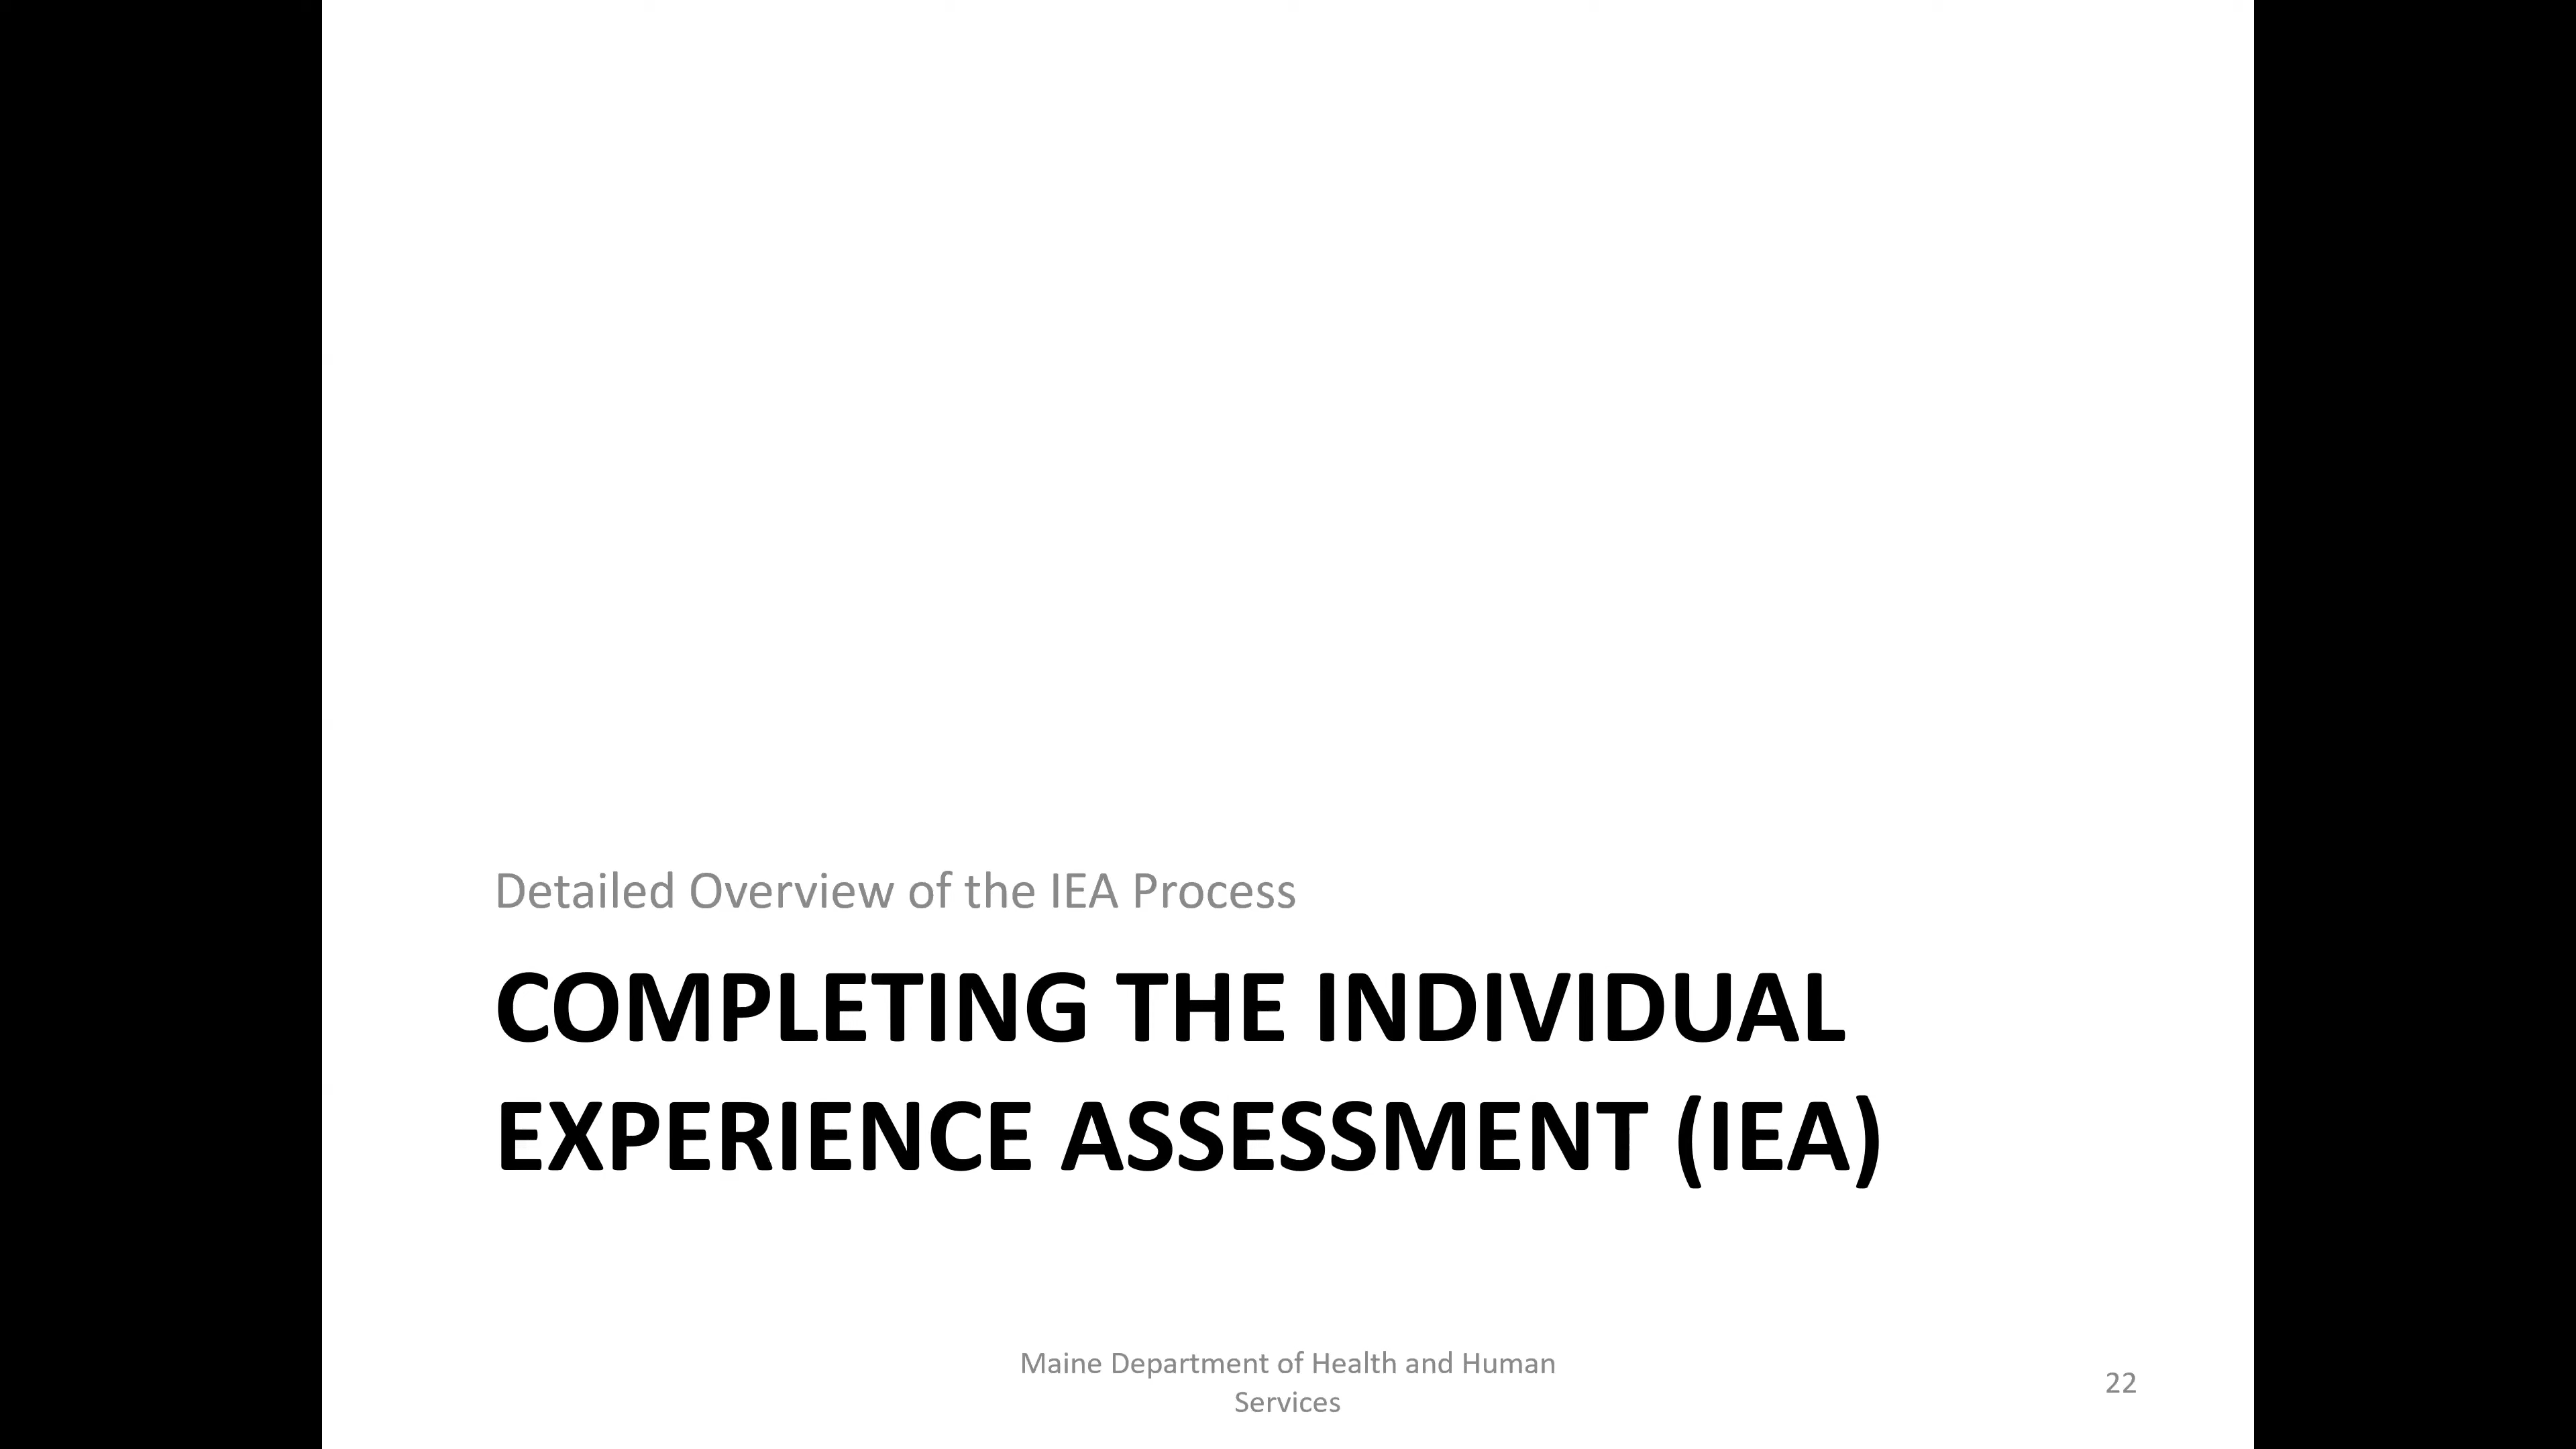 Detailed Overview of the IEA Process
COMPLETING THE INDIVIDUAL
EXPERIENCE ASSESSMENT (IEA)
Maine Department of Health and Human
Services
22